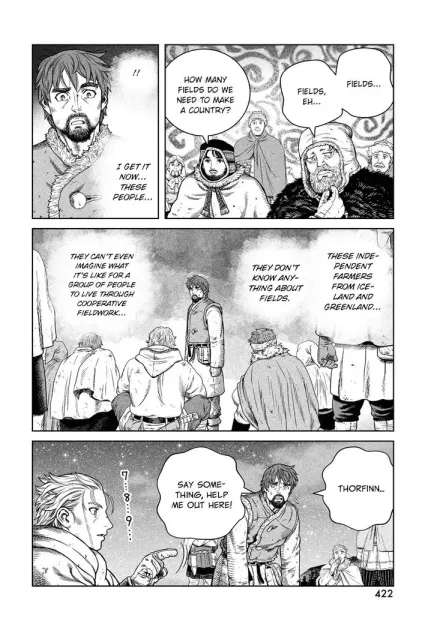 !!
I GET IT
NOW...
THESE
PEOPLE...
HOW MANY
FIELDS DO WE
NEED TO MAKE
A COUNTRY?
FIELDS,
EH...
FIELDS...
THEY CAN'T EVEN
IMAGINE WHAT
IT'S LIKE FOR A
GROUP OF PEOPLE
TO LIVE THROUGH
COOPERATIVE
FIELDWORK...
THEY DON'T
KNOW ANY-
THING ABOUT
FIELDS.
THESE INDE-
PENDENT
FARMERS
FROM ICE-
LAND AND
GREENLAND...
7...
8...
9...
SAY SOME-
THING, HELP
ME OUT HERE!
THORFINN..
422